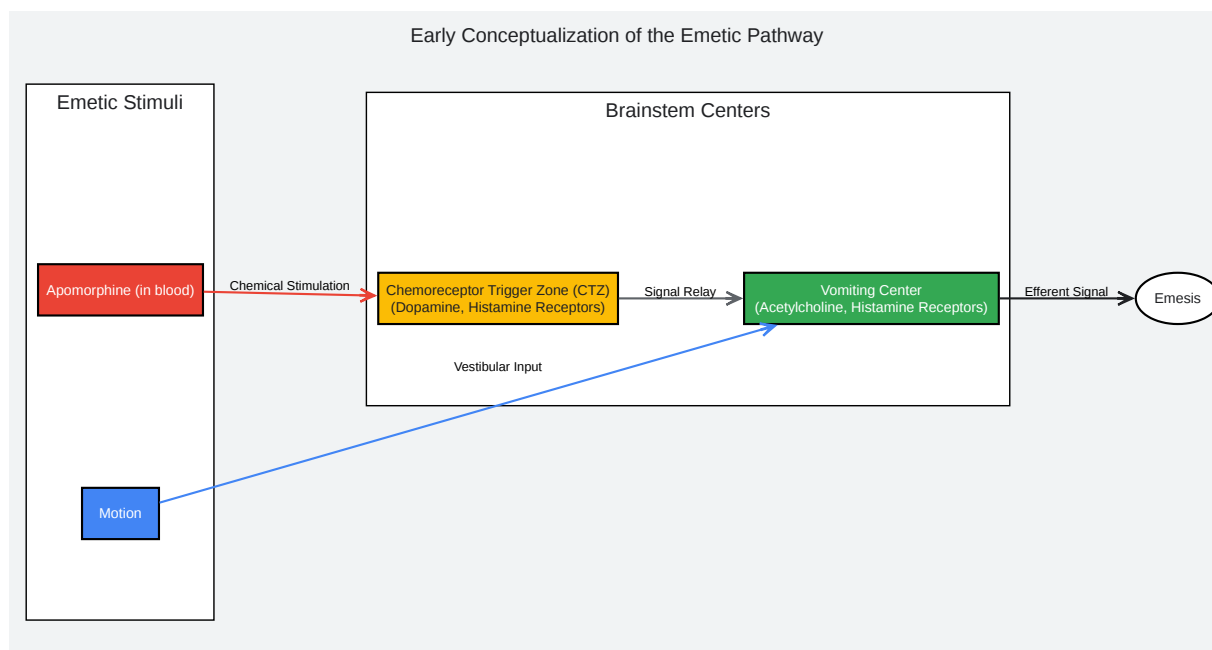 Early Conceptualization of the Emetic Pathway
Emetic Stimuli
Brainstem Centers
Apomorphine (in blood)
Chemical Stimulation
Chemoreceptor Trigger Zone (CTZ)
(Dopamine, Histamine Receptors)
Signal Relay
Vomiting Center
(Acetylcholine, Histamine Receptors)
Efferent Signal
Emesis
Vestibular Input
Motion